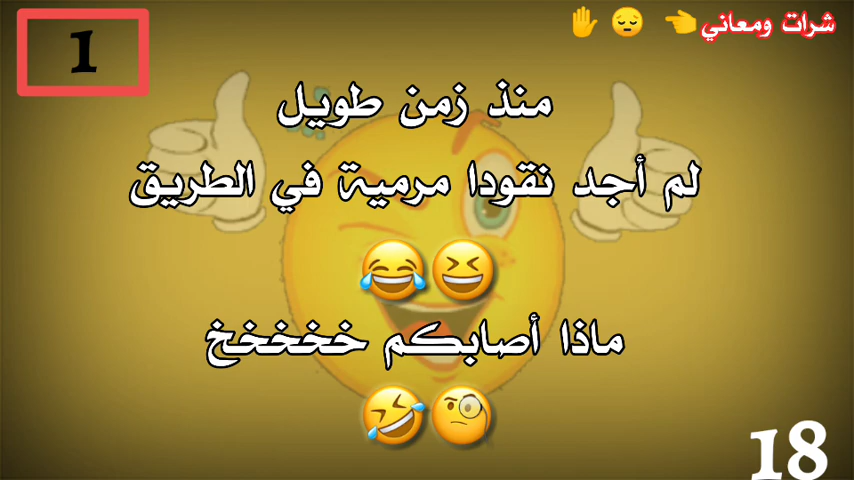 1
شرات ومعاني👈 😔 ✋
منذ زمن طويل
لم أجد نقودا مرمية في الطريق
😆😂
ماذا أصابكم خخخخخ
🧐🤣
18